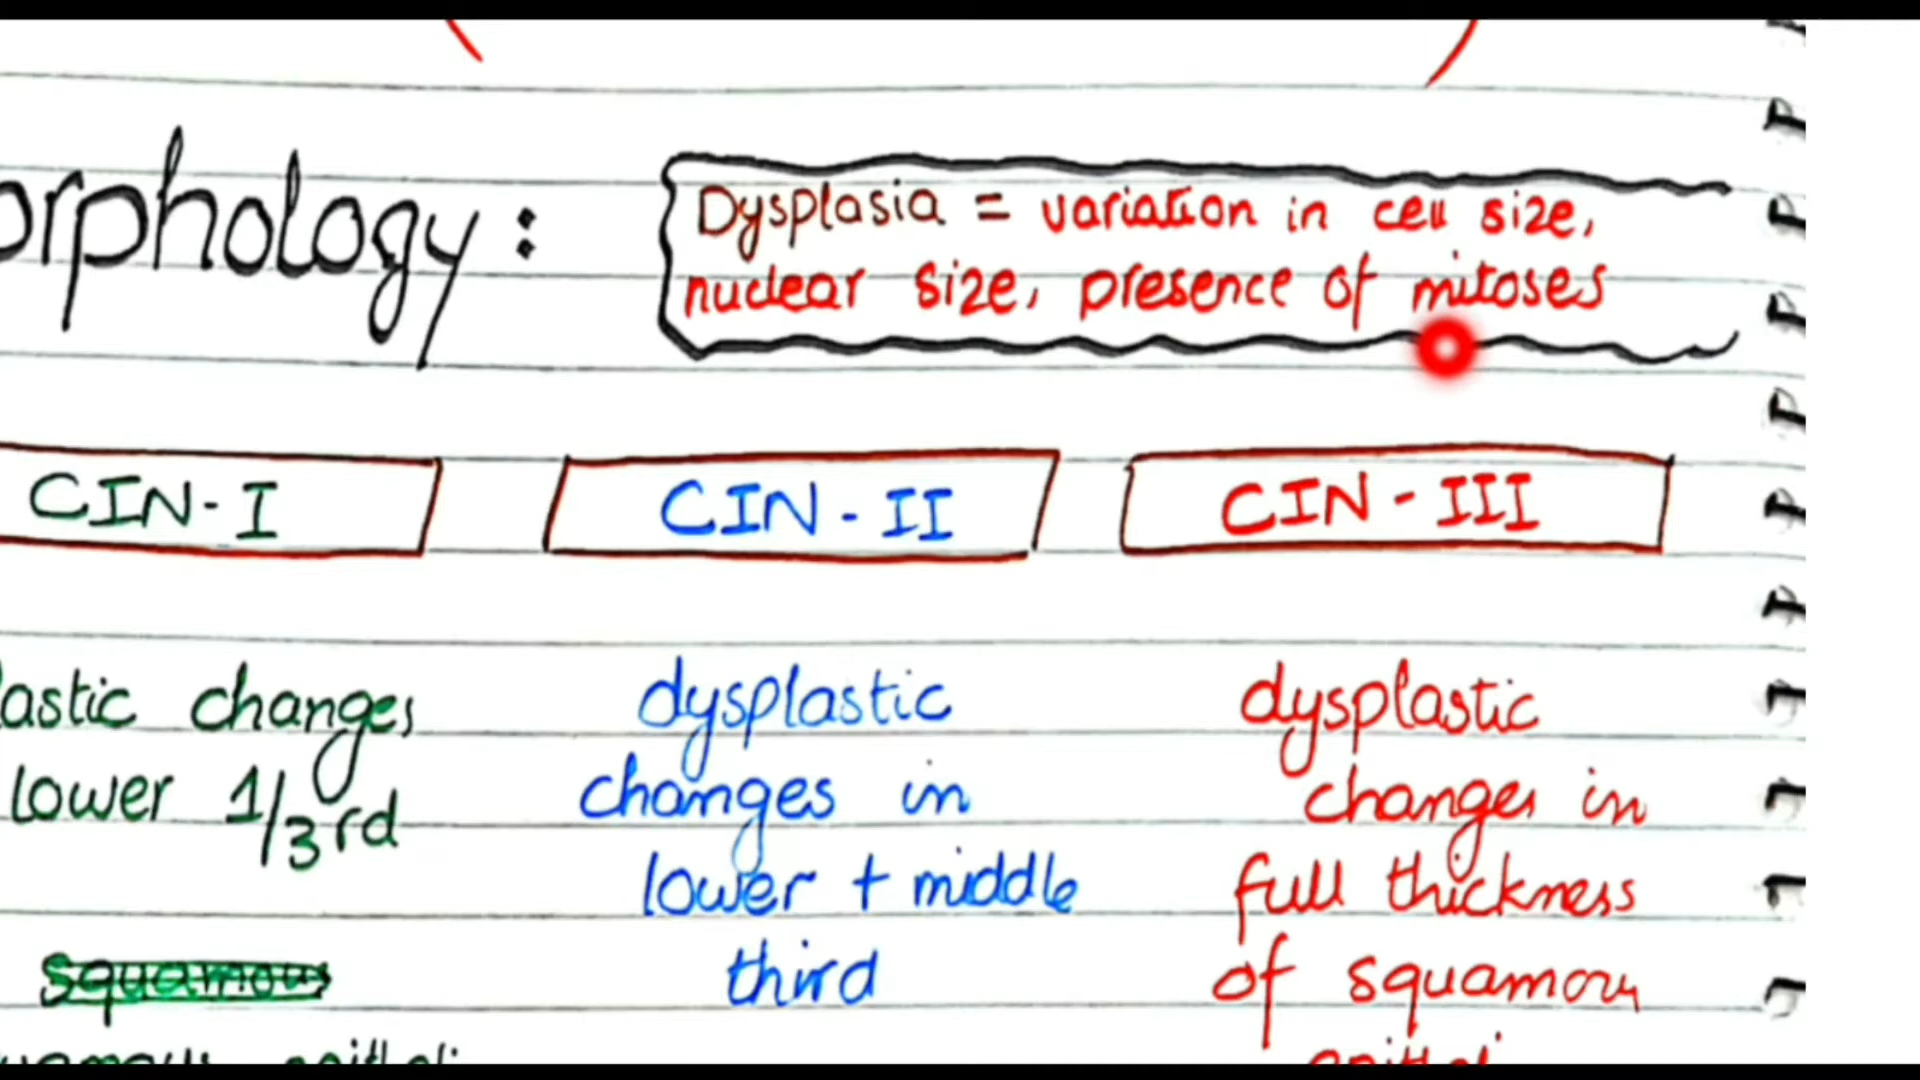 orphology :
Dysplasia = variation in cell size,
nuclear size, presence of mitoses
CIN-I
CIN - II
CIN - III
lastic changes
lower 1/3rd
squamous
dysplastic
changes in
lower + middle
third
dysplastic
changes in
full thickness
of squamous